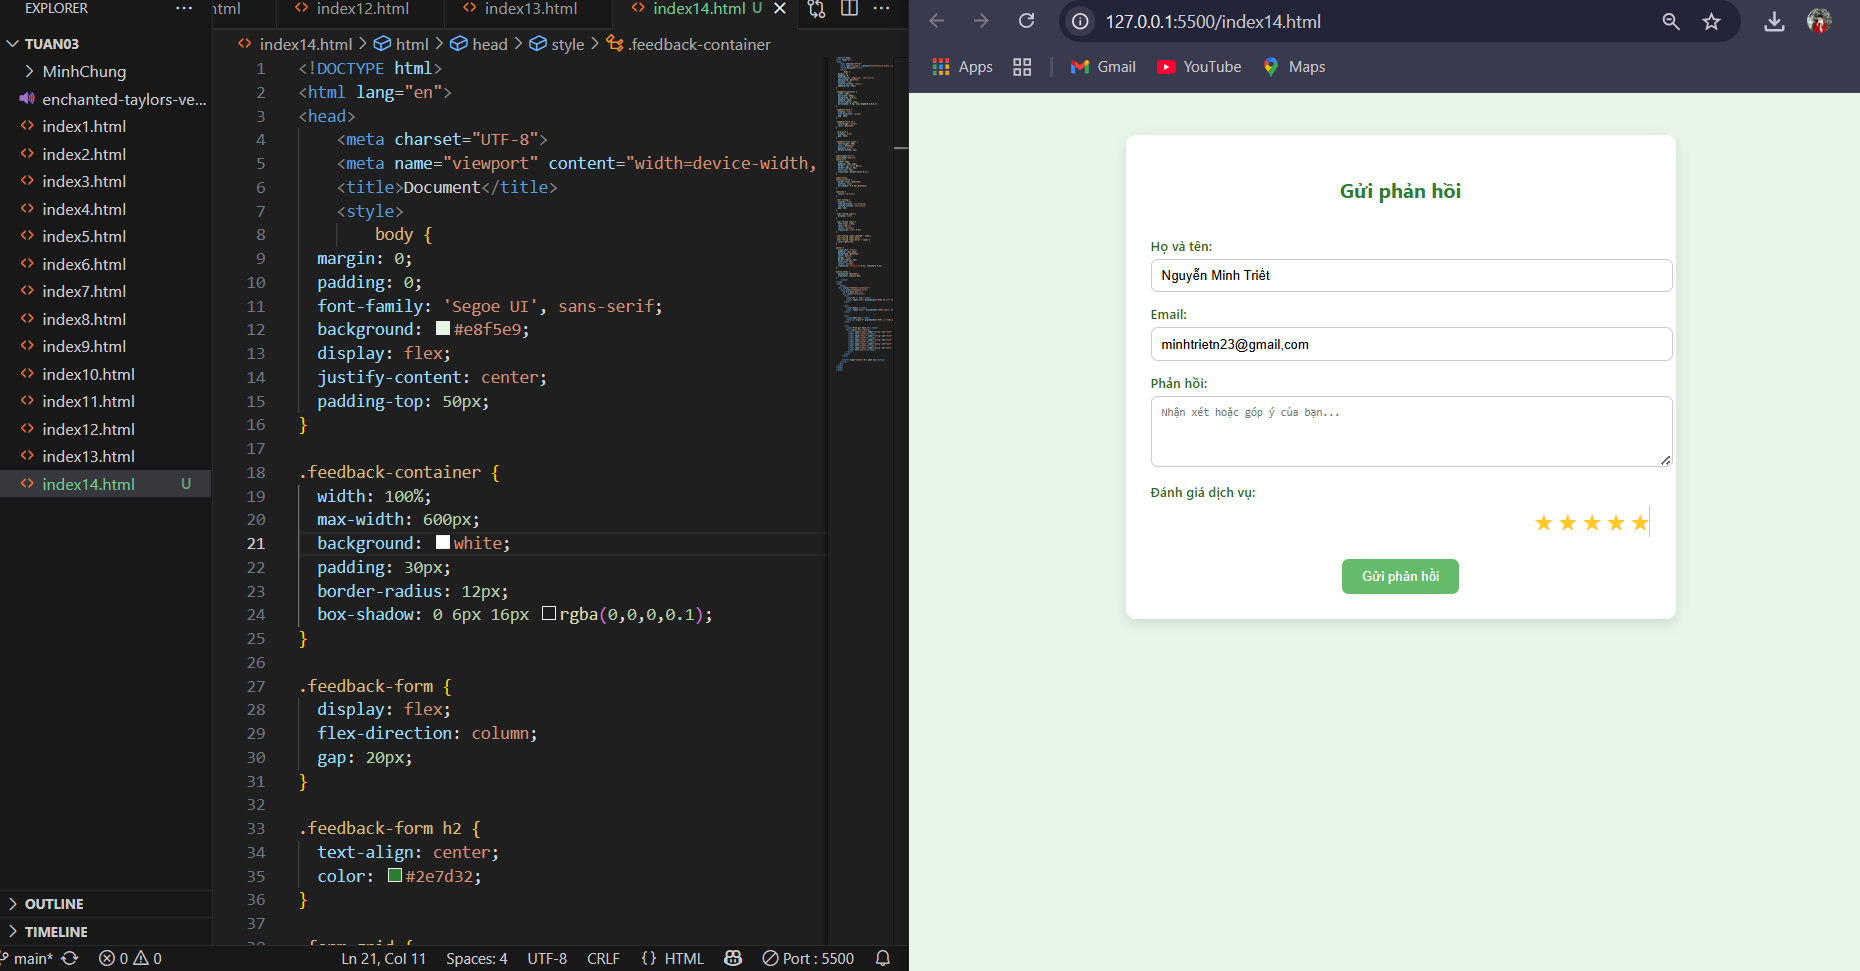 EXPLORER
TUAN03
MinhChung
enchanted-taylors-ve...
index1.html
index2.html
index3.html
index4.html
index5.html
index6.html
index7.html
index8.html
index9.html
index10.html
index11.html
index12.html
index13.html
index14.html U
OUTLINE
TIMELINE
html index12.html index13.html index14.html U
index14.html > html > head > style > .feedback-container
1 <!DOCTYPE html>
2 <html lang="en">
3 <head>
4 <meta charset="UTF-8">
5 <meta name="viewport" content="width=device-width,
6 <title>Document</title>
7 <style>
8 body {
9 margin: 0;
10 padding: 0;
11 font-family: 'Segoe UI', sans-serif;
12 background: #e8f5e9;
13 display: flex;
14 justify-content: center;
15 padding-top: 50px;
16 }
17
18 .feedback-container {
19 width: 100%;
20 max-width: 600px;
21 background: white;
22 padding: 30px;
23 border-radius: 12px;
24 box-shadow: 0 6px 16px rgba(0,0,0,0.1);
25 }
26
27 .feedback-form {
28 display: flex;
29 flex-direction: column;
30 gap: 20px;
31 }
32
33 .feedback-form h2 {
34 text-align: center;
35 color: #2e7d32;
36 }
37
main* 0 0 Ln 21, Col 11 Spaces: 4 UTF-8 CRLF {} HTML Port : 5500
127.0.0.1:5500/index14.html
Apps Gmail YouTube Maps
Gửi phản hồi
Họ và tên:
Nguyễn Minh Triết
Email:
minhtrietn23@gmail,com
Phản hồi:
Nhận xét hoặc góp ý của bạn...
Đánh giá dịch vụ:
★ ★ ★ ★ ★
Gửi phản hồi